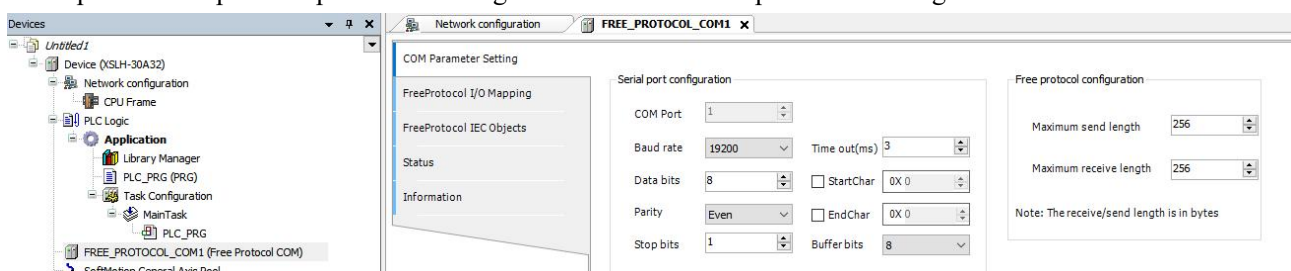 Devices
Untitled1
Device (XSLH-30A32)
Network configuration
CPU Frame
PLC Logic
Application
Library Manager
PLC_PRG (PRG)
Task Configuration
MainTask
PLC_PRG
FREE_PROTOCOL_COM1 (Free Protocol COM)
Network configuration
FREE_PROTOCOL_COM1
COM Parameter Setting
FreeProtocol I/O Mapping
FreeProtocol IEC Objects
Status
Information
Serial port configuration
COM Port 1
Baud rate 19200 Time out(ms) 3
Data bits 8 StartChar 0X 0
Parity Even EndChar 0X 0
Stop bits 1 Buffer bits 8
Free protocol configuration
Maximum send length 256
Maximum receive length 256
Note: The receive/send length is in bytes